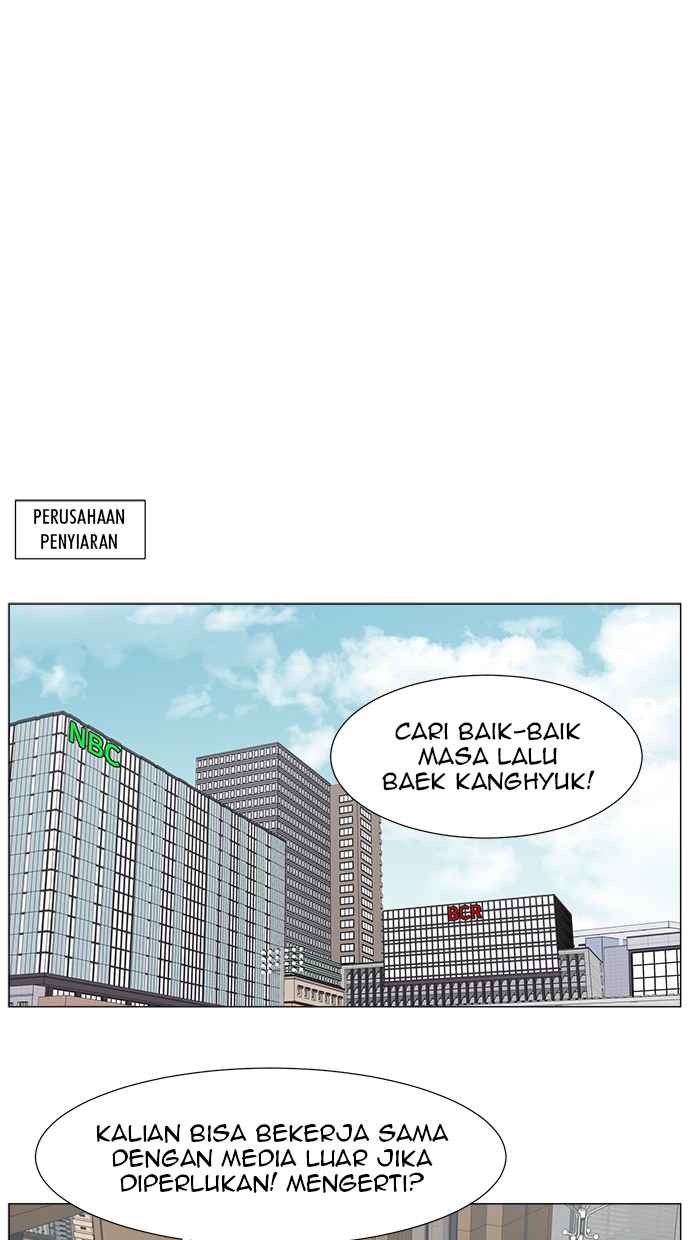 PERUSAHAAN
PENYIARAN
NBC
CARI BAIK-BAIK
MASA LALU
BAEK KANGHYUK!
BCR
KALIAN BISA BEKERJA SAMA
DENGAN MEDIA LUAR JIKA
DIPERLUKAN! MENGERTI?